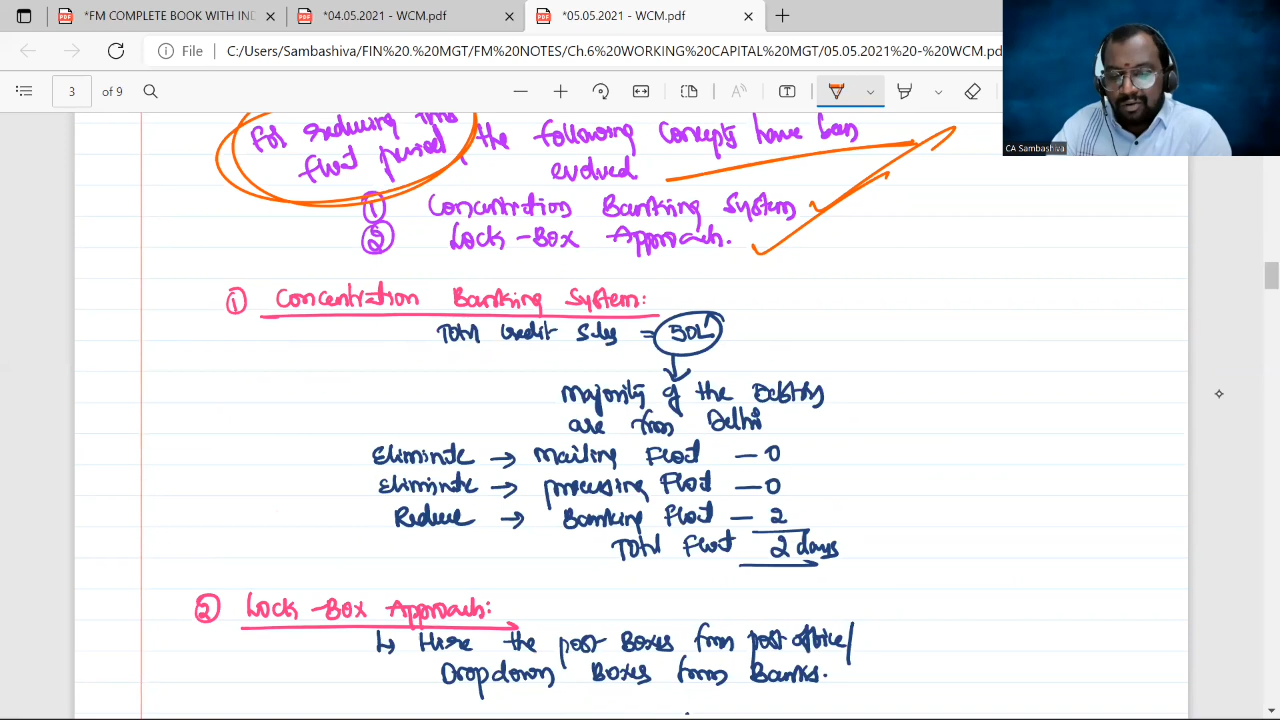 *FM COMPLETE BOOK WITH IND
*04.05.2021 - WCM.pdf
*05.05.2021 - WCM.pdf
File
C:/Users/Sambashiva/FIN%20.%20MGT/FM%20NOTES/Ch.6%20WORKING%20CAPITAL%20MGT/05.05.2021%20-%20WCM.pd
3 of 9
CA Sambashiva
For reducing this float period, the following Concepts have been
evolved
① Concentration Banking System
② Lock-Box Approach.
① Concentration Banking System:
Total Credit Sales = 50L
Majority of the Debtors
are from Delhi
Eliminate → Mailing Float — 0
Eliminate → processing Float — 0
Reduce → Banking Float — 2
Total Float 2 days
② Lock-Box Approach:
↳ Here the post Boxes from post office/
Dropdown Boxes from Banks.